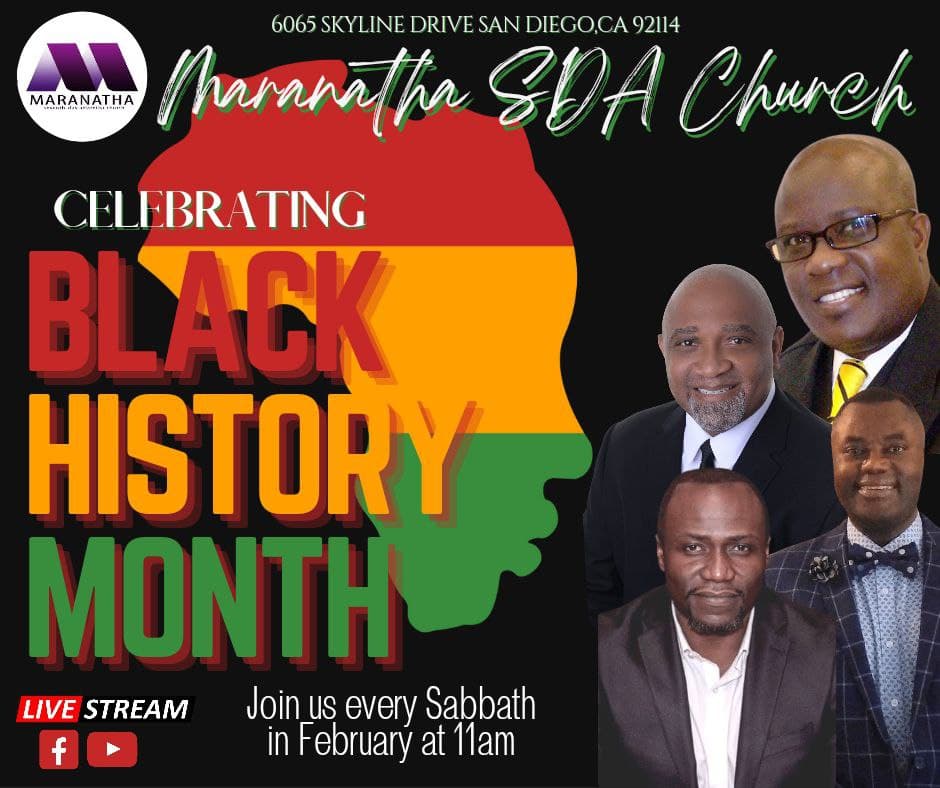 6065 SKYLINE DRIVE SAN DIEGO,CA 92114
Maranatha SDA Church
MARANATHA
CELEBRATING
BLACK
HISTORY
MONTH
LIVE STREAM
Join us every Sabbath
in February at 11am